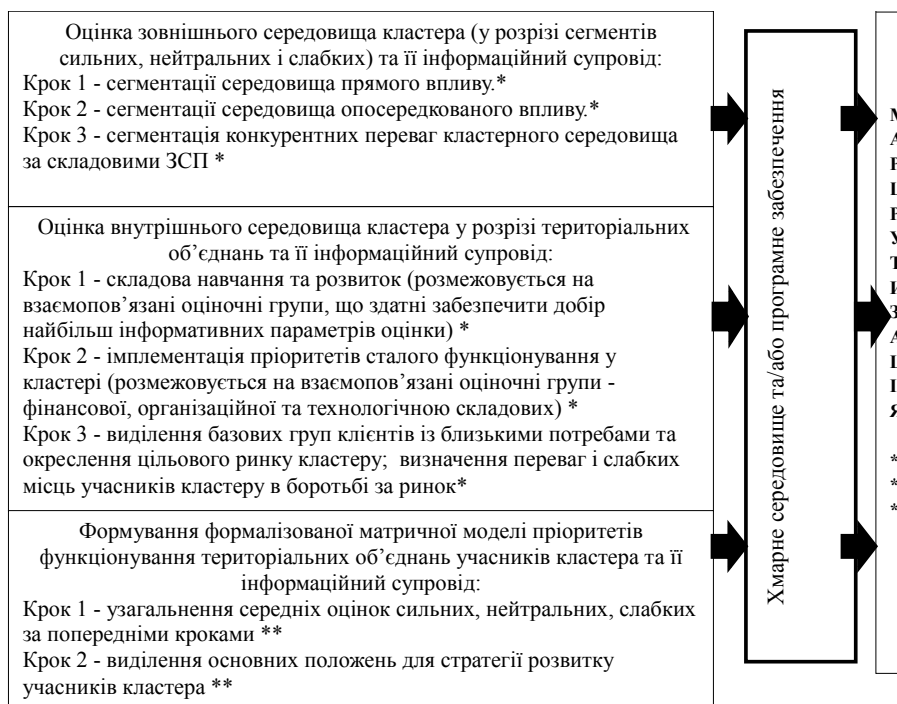 Оцінка зовнішнього середовища кластера (у розрізі сегментів
сильних, нейтральних і слабких) та її інформаційний супровід:
Крок 1 - сегментації середовища прямого впливу.*
Крок 2 - сегментації середовища опосередкованого впливу.*
Крок 3 - сегментація конкурентних переваг кластерного середовища
за складовими ЗСП *
Оцінка внутрішнього середовища кластера у розрізі територіальних
об’єднань та її інформаційний супровід:
Крок 1 - складова навчання та розвиток (розмежовується на
взаємопов’язані оціночні групи, що здатні забезпечити добір
найбільш інформативних параметрів оцінки) *
Крок 2 - імплементація пріоритетів сталого функціонування у
кластері (розмежовується на взаємопов’язані оціночні групи -
фінансової, організаційної та технологічною складових) *
Крок 3 - виділення базових груп клієнтів із близькими потребами та
окреслення цільового ринку кластеру; визначення переваг і слабких
місць учасників кластеру в боротьбі за ринок*
Формування формалізованої матричної моделі пріоритетів
функціонування територіальних об’єднань учасників кластера та її
інформаційний супровід:
Крок 1 - узагальнення середніх оцінок сильних, нейтральних, слабких
за попередніми кроками **
Крок 2 - виділення основних положень для стратегії розвитку
учасників кластера **
Хмарне середовище та/або програмне забезпечення
М
А
Р
Ш
Р
У
Т
И
З
А
Ц
І
Я
*
*
*